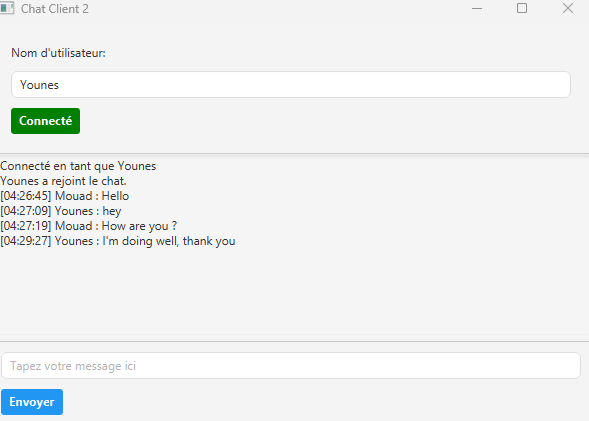 Chat Client 2
Nom d'utilisateur:
Younes
Connecté
Connecté en tant que Younes
Younes a rejoint le chat.
[04:26:45] Mouad : Hello
[04:27:09] Younes : hey
[04:27:19] Mouad : How are you ?
[04:29:27] Younes : I'm doing well, thank you
Tapez votre message ici
Envoyer